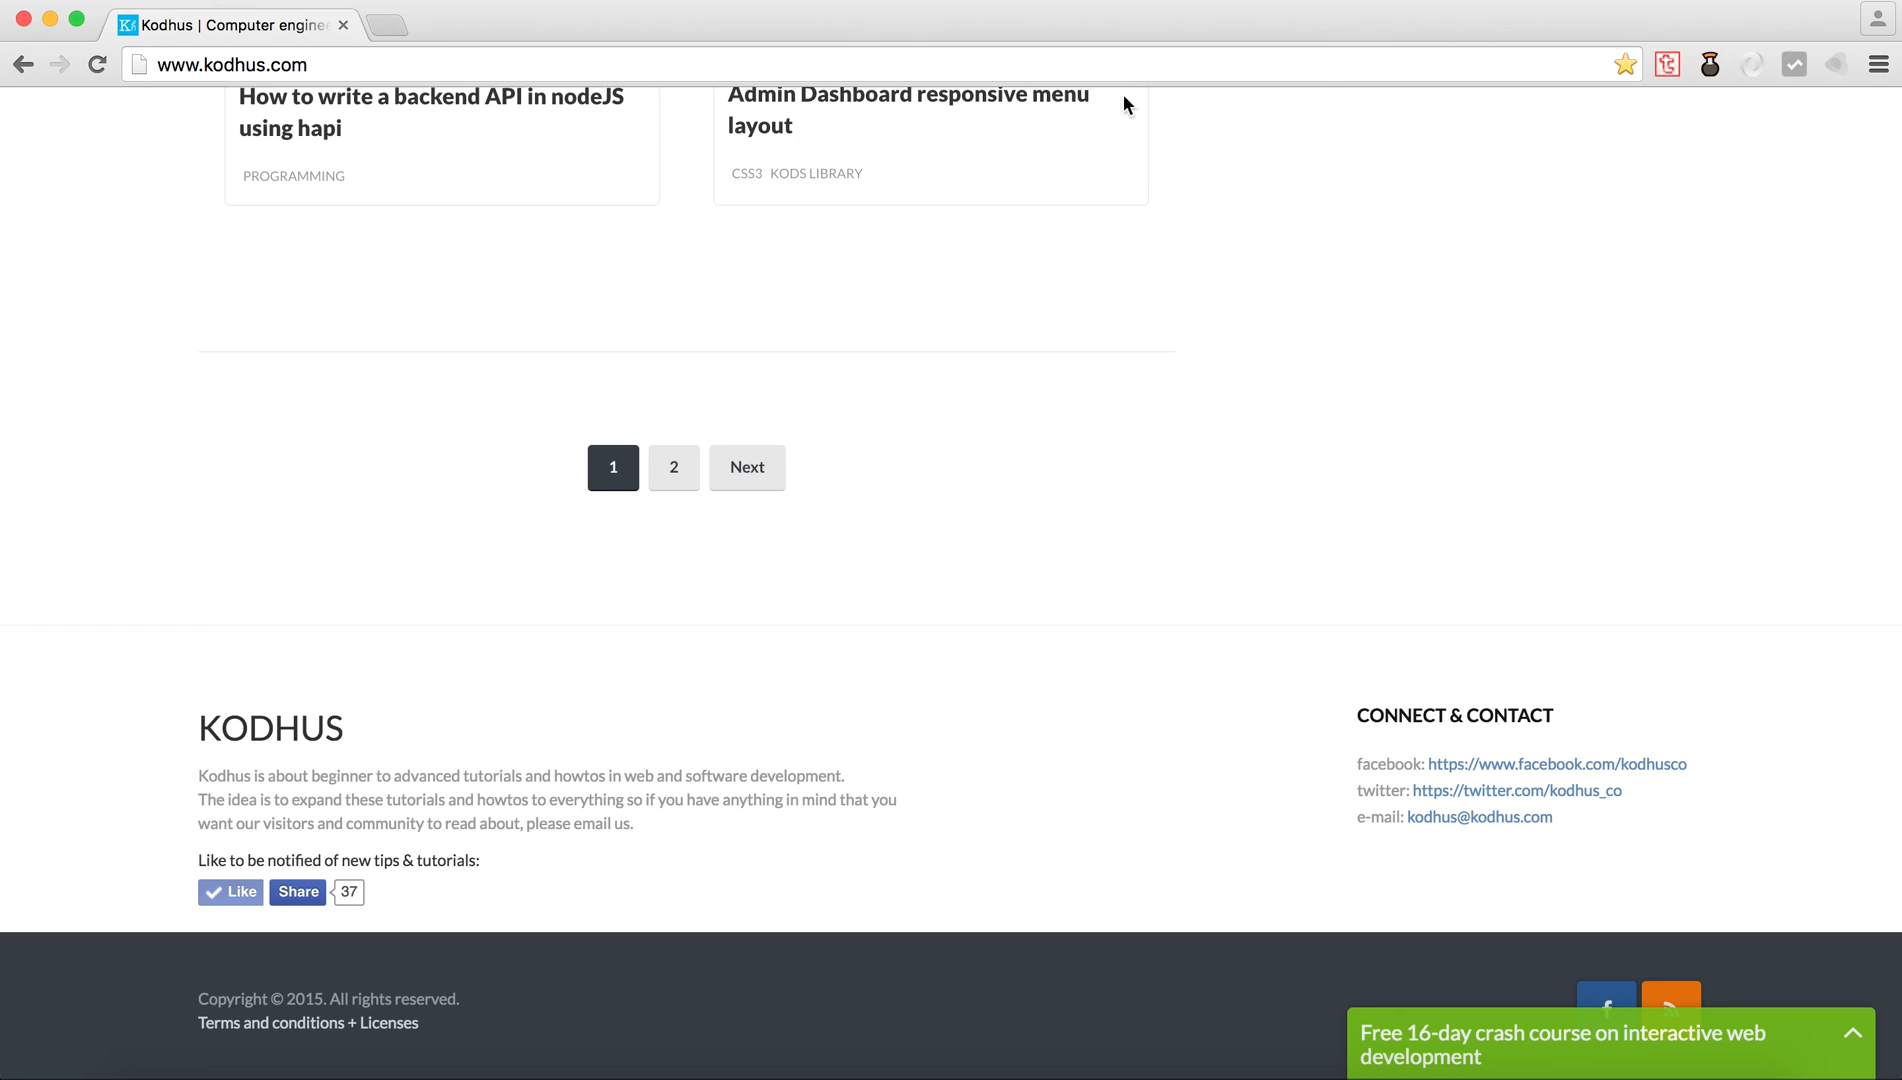 Kodhus | Computer engine
www.kodhus.com
How to write a backend API in nodeJS
using hapi
PROGRAMMING
Admin Dashboard responsive menu
layout
CSS3 KODS LIBRARY
1 2 Next
KODHUS
Kodhus is about beginner to advanced tutorials and howtos in web and software development.
The idea is to expand these tutorials and howtos to everything so if you have anything in mind that you
want our visitors and community to read about, please email us.
Like to be notified of new tips & tutorials:
Like Share 37
CONNECT & CONTACT
facebook: https://www.facebook.com/kodhusco
twitter: https://twitter.com/kodhus_co
e-mail: kodhus@kodhus.com
Copyright © 2015. All rights reserved.
Terms and conditions + Licenses
Free 16-day crash course on interactive web
development